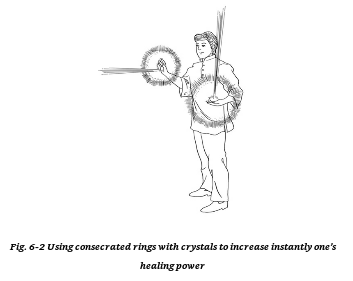 Fig. 6-2 Using consecrated rings with crystals to increase instantly one's
healing power